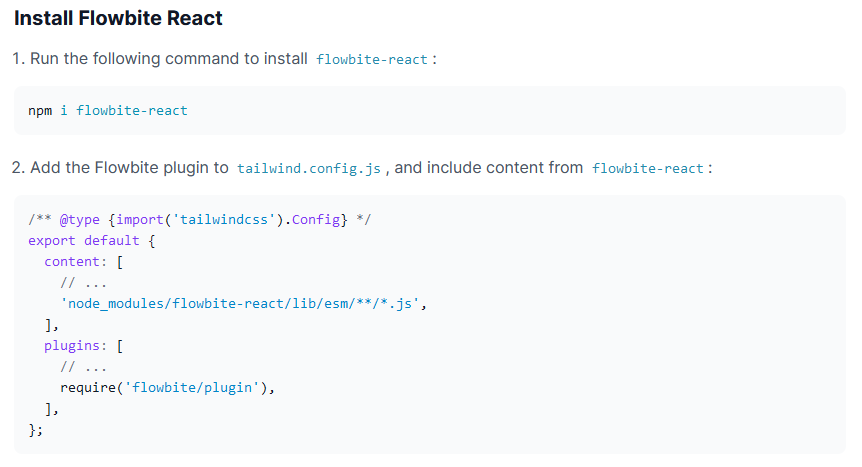 Install Flowbite React
1. Run the following command to install flowbite-react :
npm i flowbite-react
2. Add the Flowbite plugin to tailwind.config.js , and include content from flowbite-react :
/** @type {import('tailwindcss').Config} */
export default {
  content: [
    // ...
    'node_modules/flowbite-react/lib/esm/**/*.js',
  ],
  plugins: [
    // ...
    require('flowbite/plugin'),
  ],
};